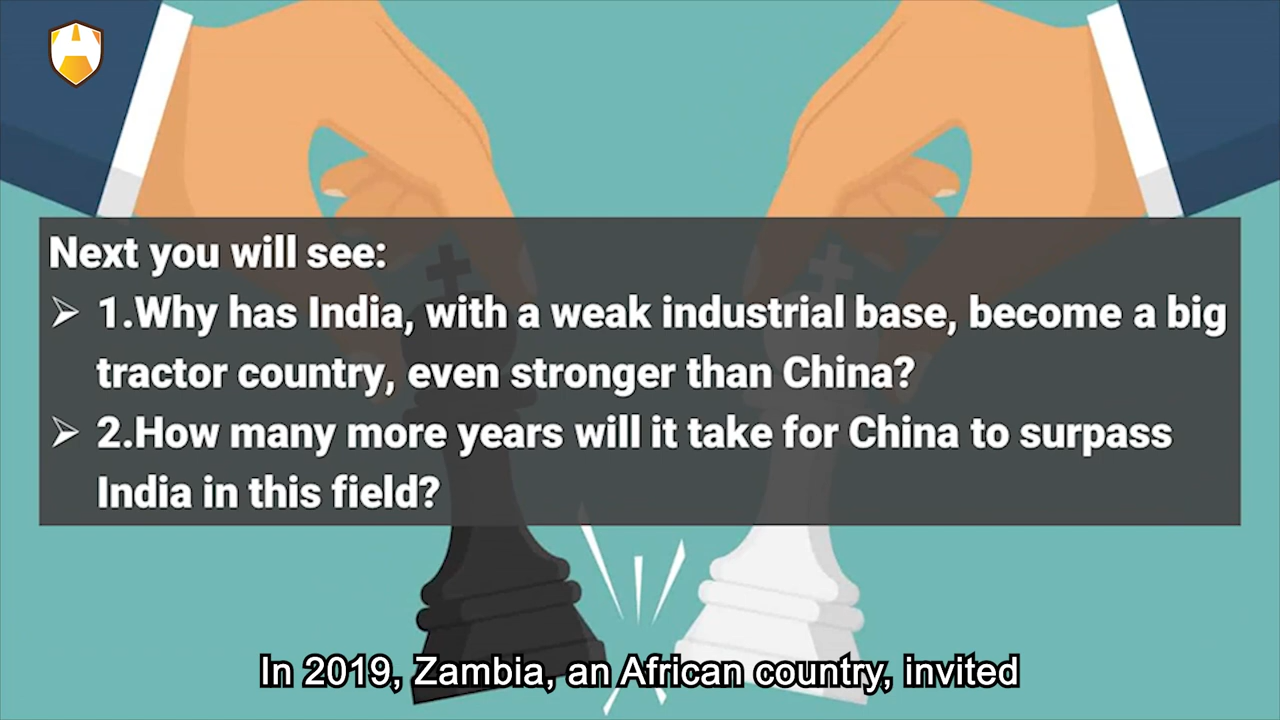 Next you will see:
➢ 1.Why has India, with a weak industrial base, become a big
tractor country, even stronger than China?
➢ 2.How many more years will it take for China to surpass
India in this field?
In 2019, Zambia, an African country, invited